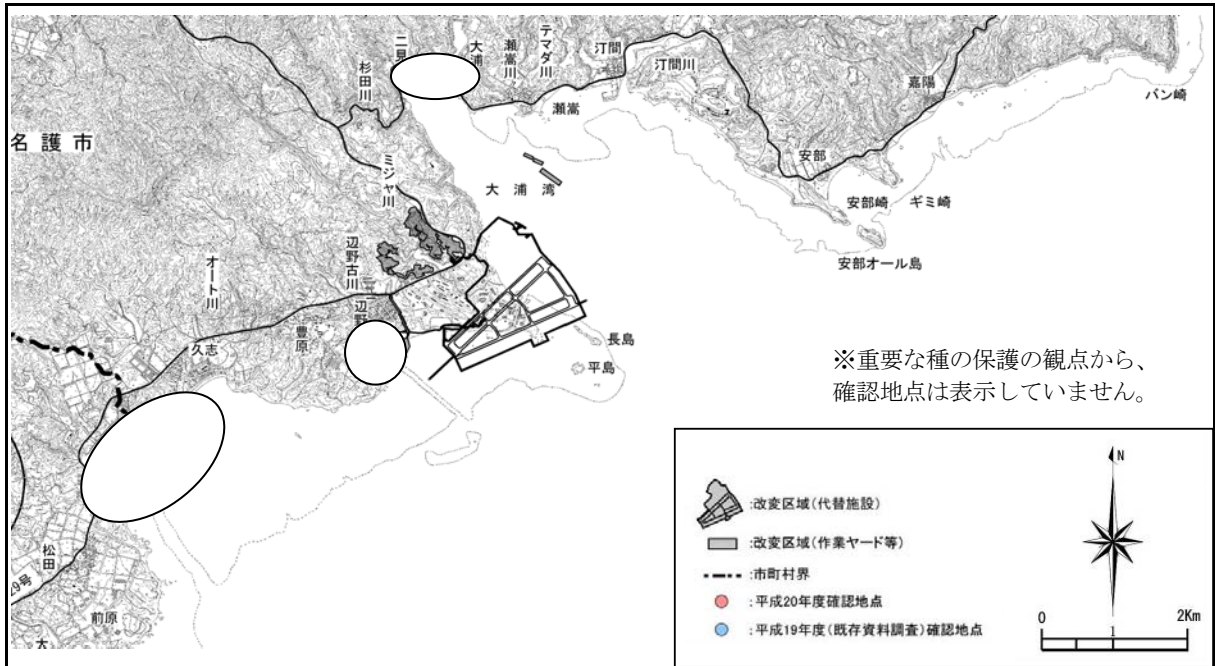 二見
大浦
瀬嵩川
テマダ川
汀間
杉田川
汀間川
嘉陽
バン崎
瀬嵩
名護市
ミジャ川
安部
大浦湾
安部崎
ギミ崎
安部オール島
辺野古川
オート川
辺野
豊原
久志
長島
平島
※重要な種の保護の観点から、
確認地点は表示していません。
松田
29号
前原
大
N
:改変区域(代替施設)
:改変区域(作業ヤード等)
:市町村界
:平成20年度確認地点
:平成19年度(既存資料調査)確認地点
0 1 2Km